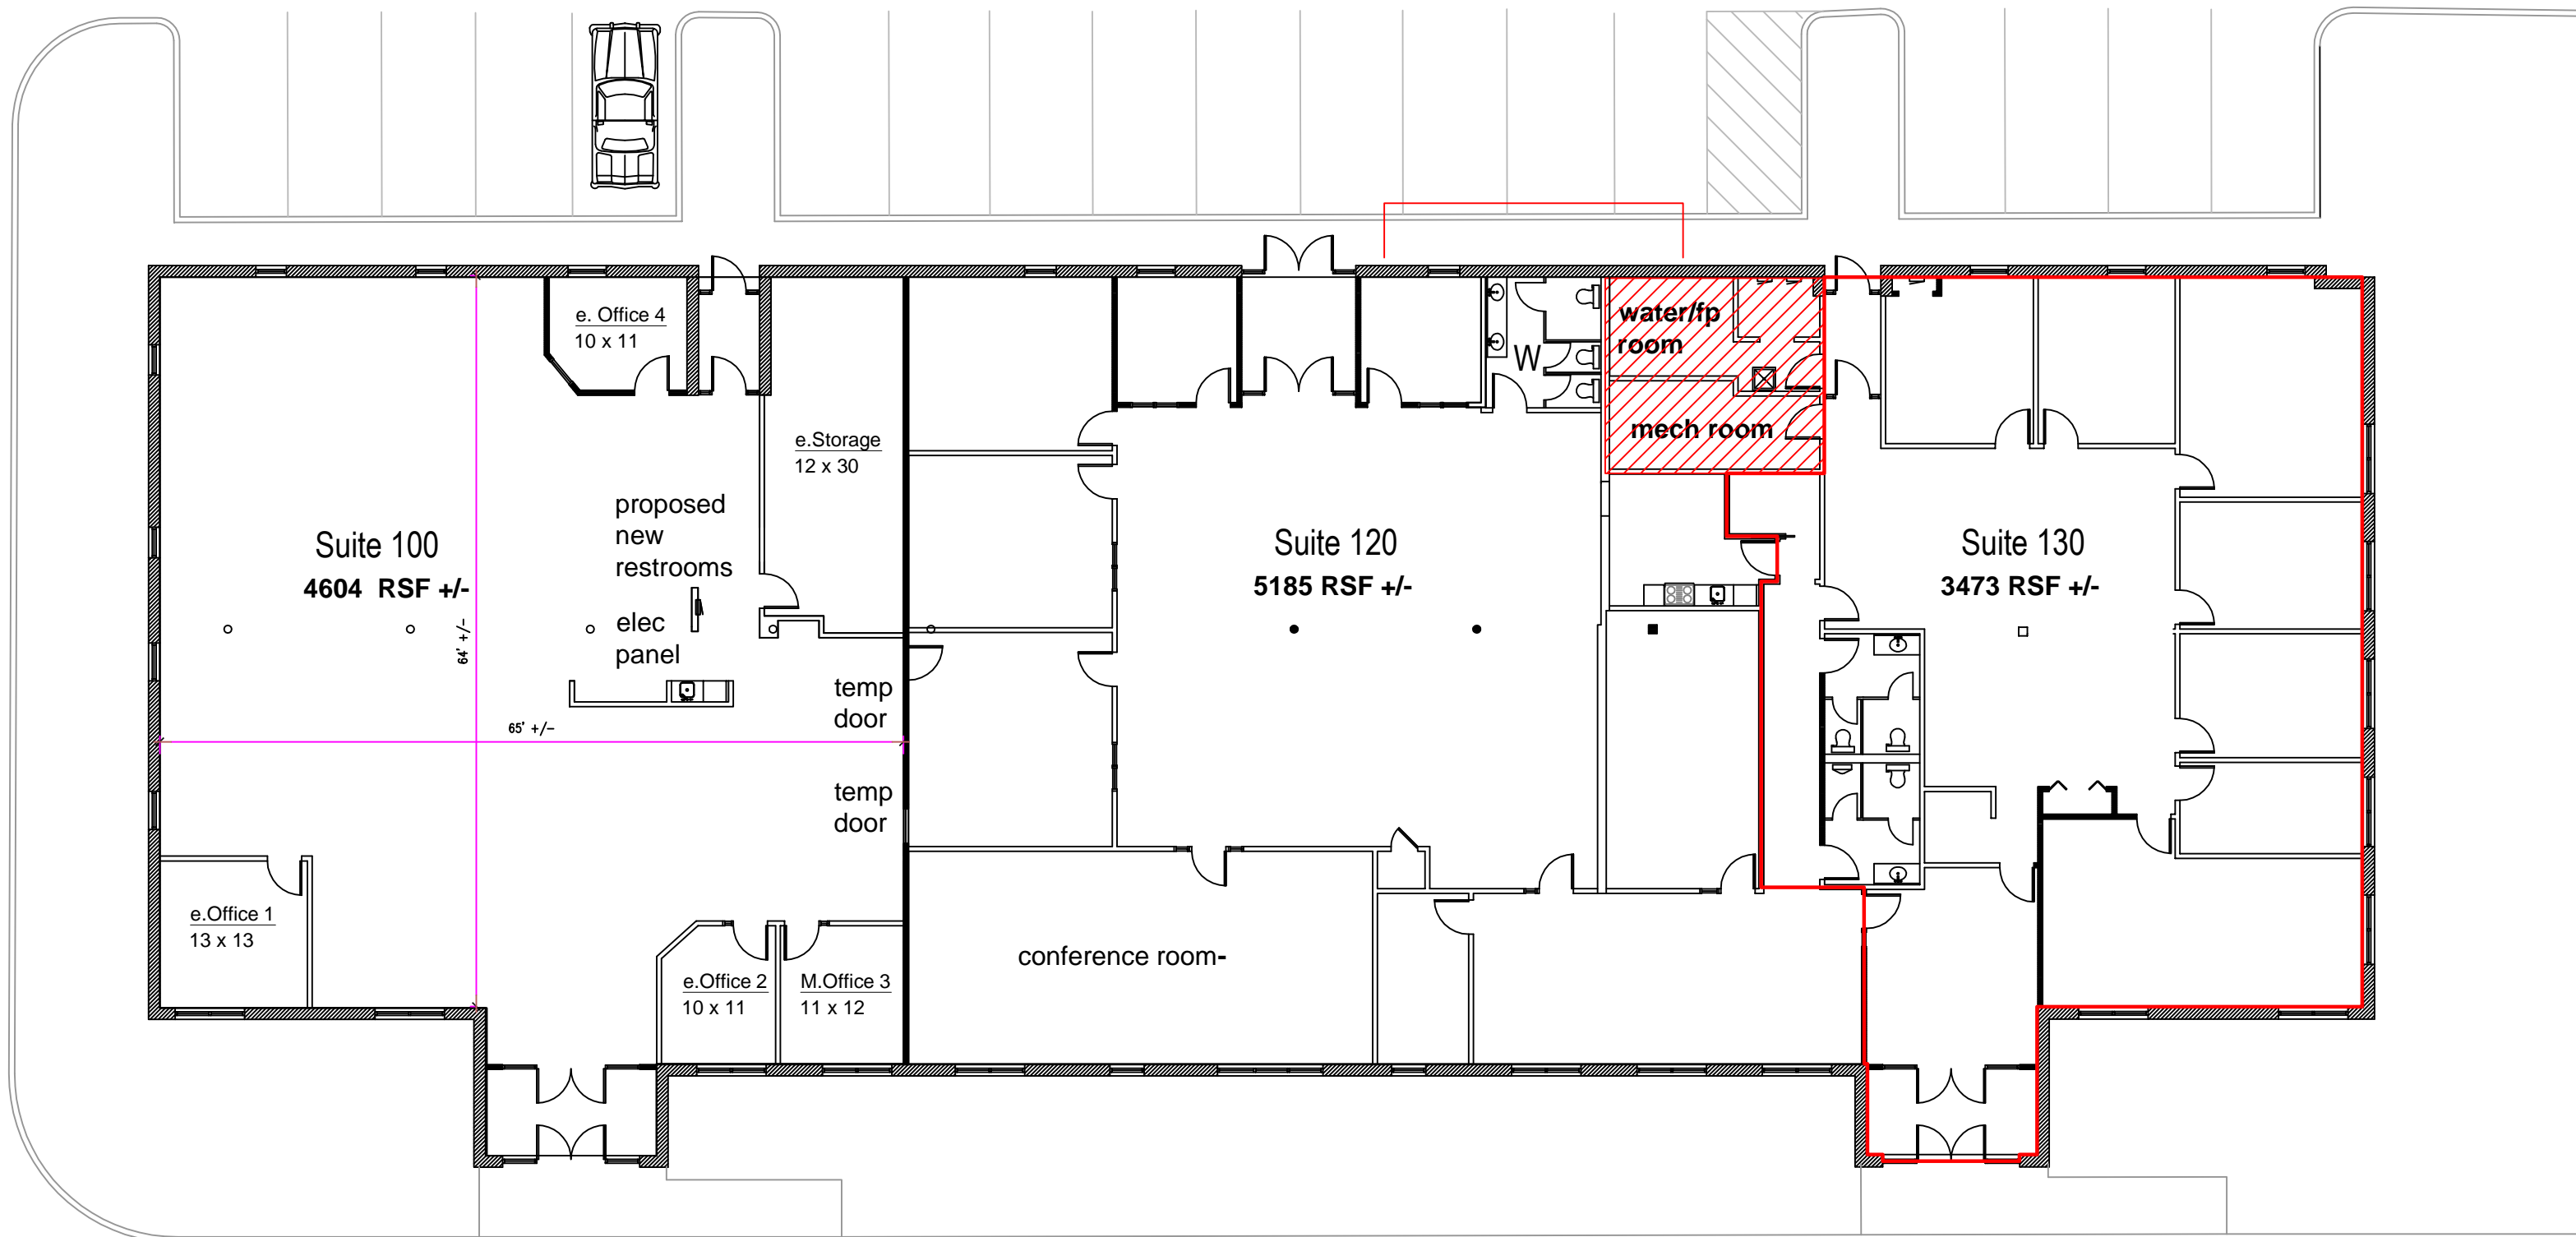 e. Office 4
10 x 11
water/fp
room
W
mech room
e.Storage
12 x 30
proposed
new
restrooms
Suite 100
4604 RSF +/-
Suite 120
5185 RSF +/-
Suite 130
3473 RSF +/-
elec
panel
64' +/-
temp
door
65' +/-
temp
door
e.Office 1
13 x 13
conference room-
e.Office 2
10 x 11
M.Office 3
11 x 12